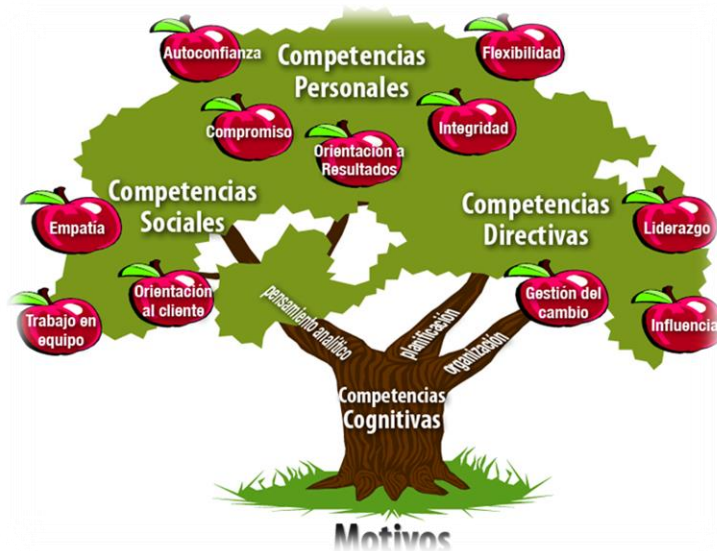 Autoconfianza
Competencias
Personales
Flexibilidad
Compromiso
Orientación a
Resultados
Integridad
Competencias
Sociales
Empatía
Orientación
al cliente
Trabajo en
equipo
Competencias
Directivas
Liderazgo
Gestión del
cambio
Influencia
pensamiento analítico
planificación
organización
Competencias
Cognitivas
Motivos